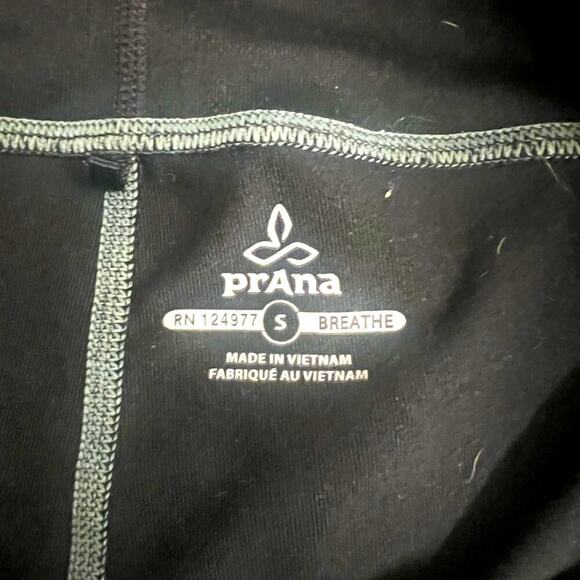 prAna
RN 124977 S BREATHE
MADE IN VIETNAM
FABRIQUÉ AU VIETNAM